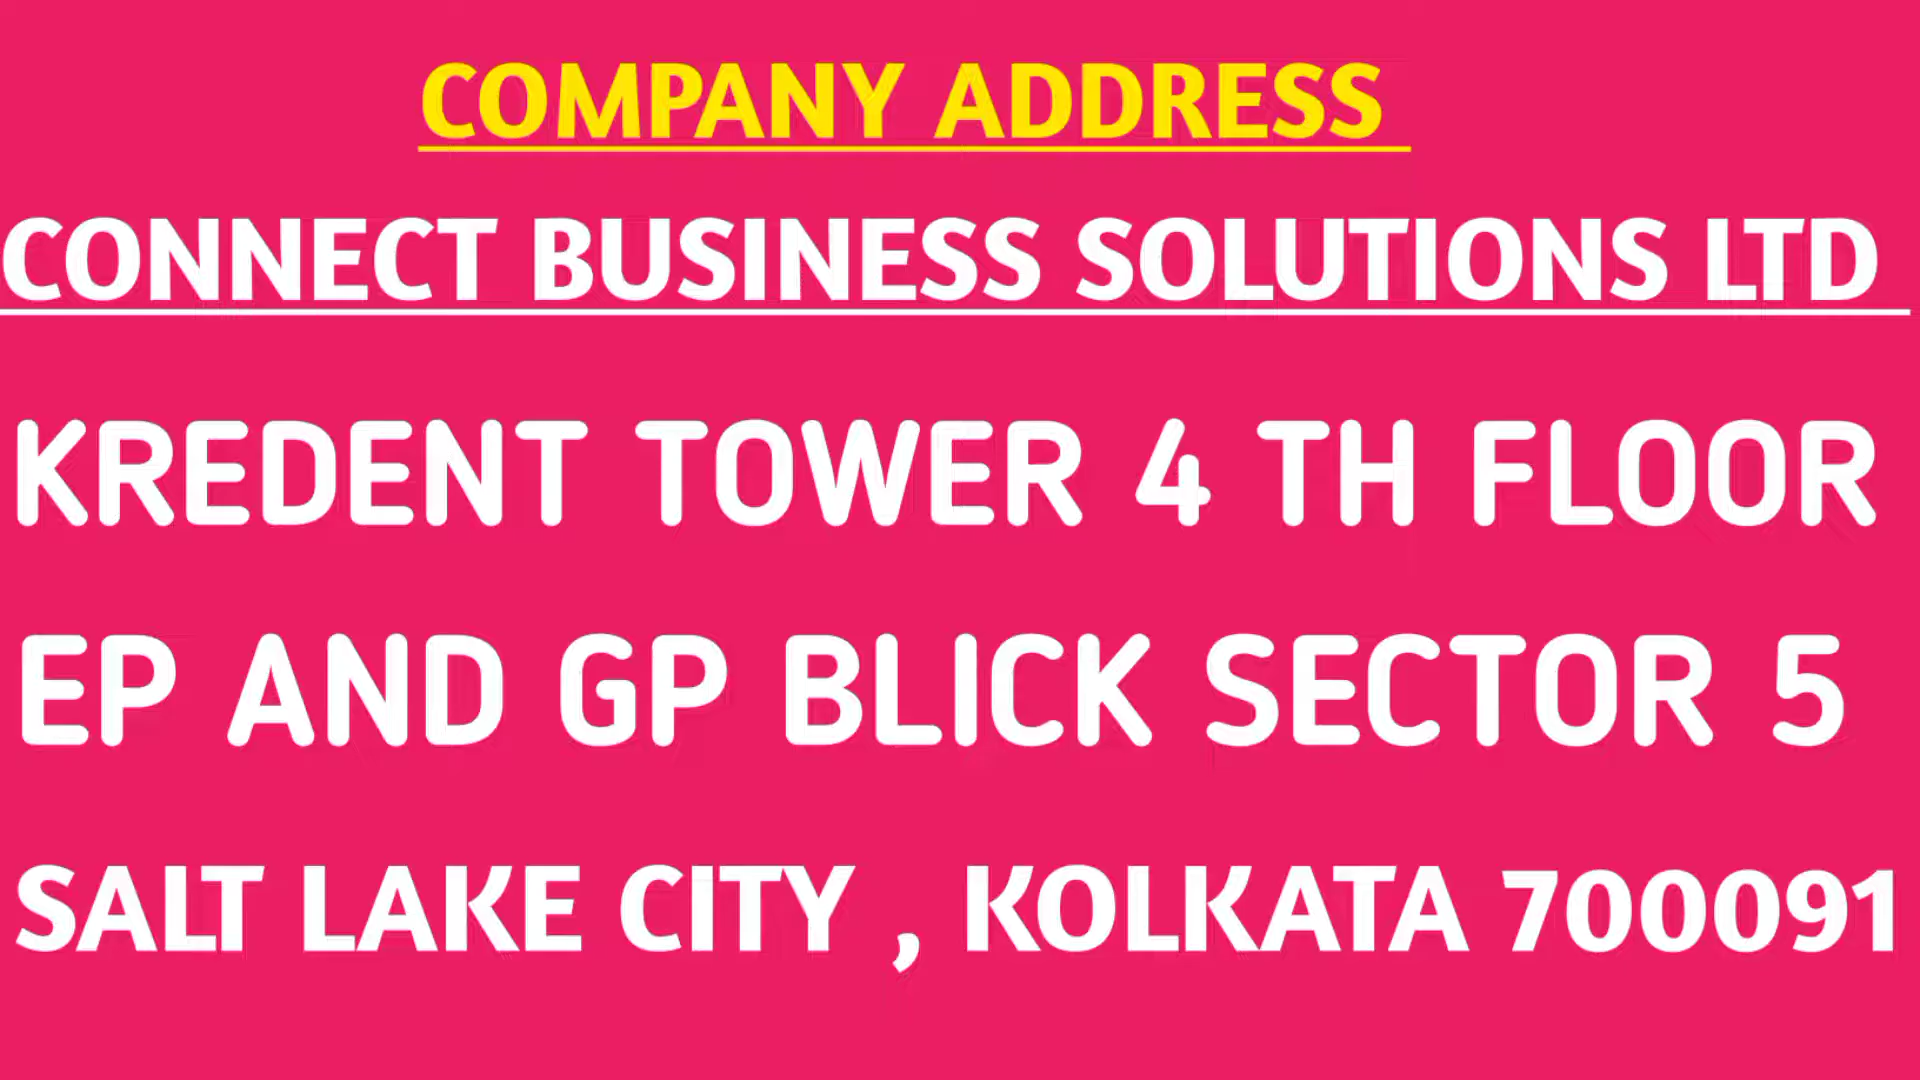 COMPANY ADDRESS
CONNECT BUSINESS SOLUTIONS LTD
KREDENT TOWER 4 TH FLOOR
EP AND GP BLICK SECTOR 5
SALT LAKE CITY , KOLKATA 700091